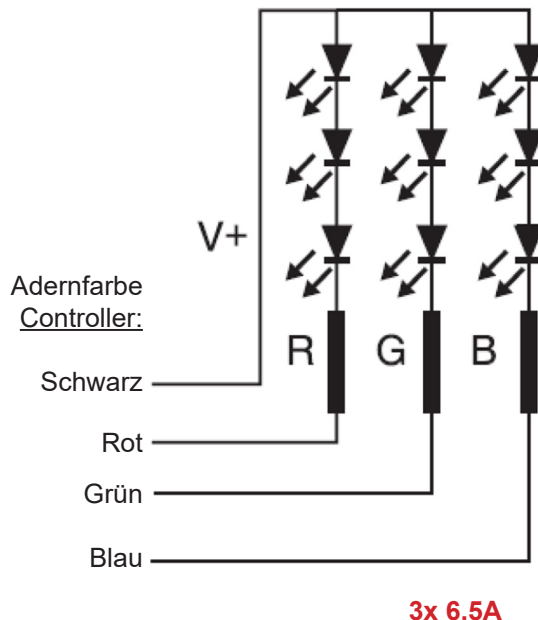 V+
Adernfarbe
Controller:
R G B
Schwarz
Rot
Grün
Blau
3x 6.5A